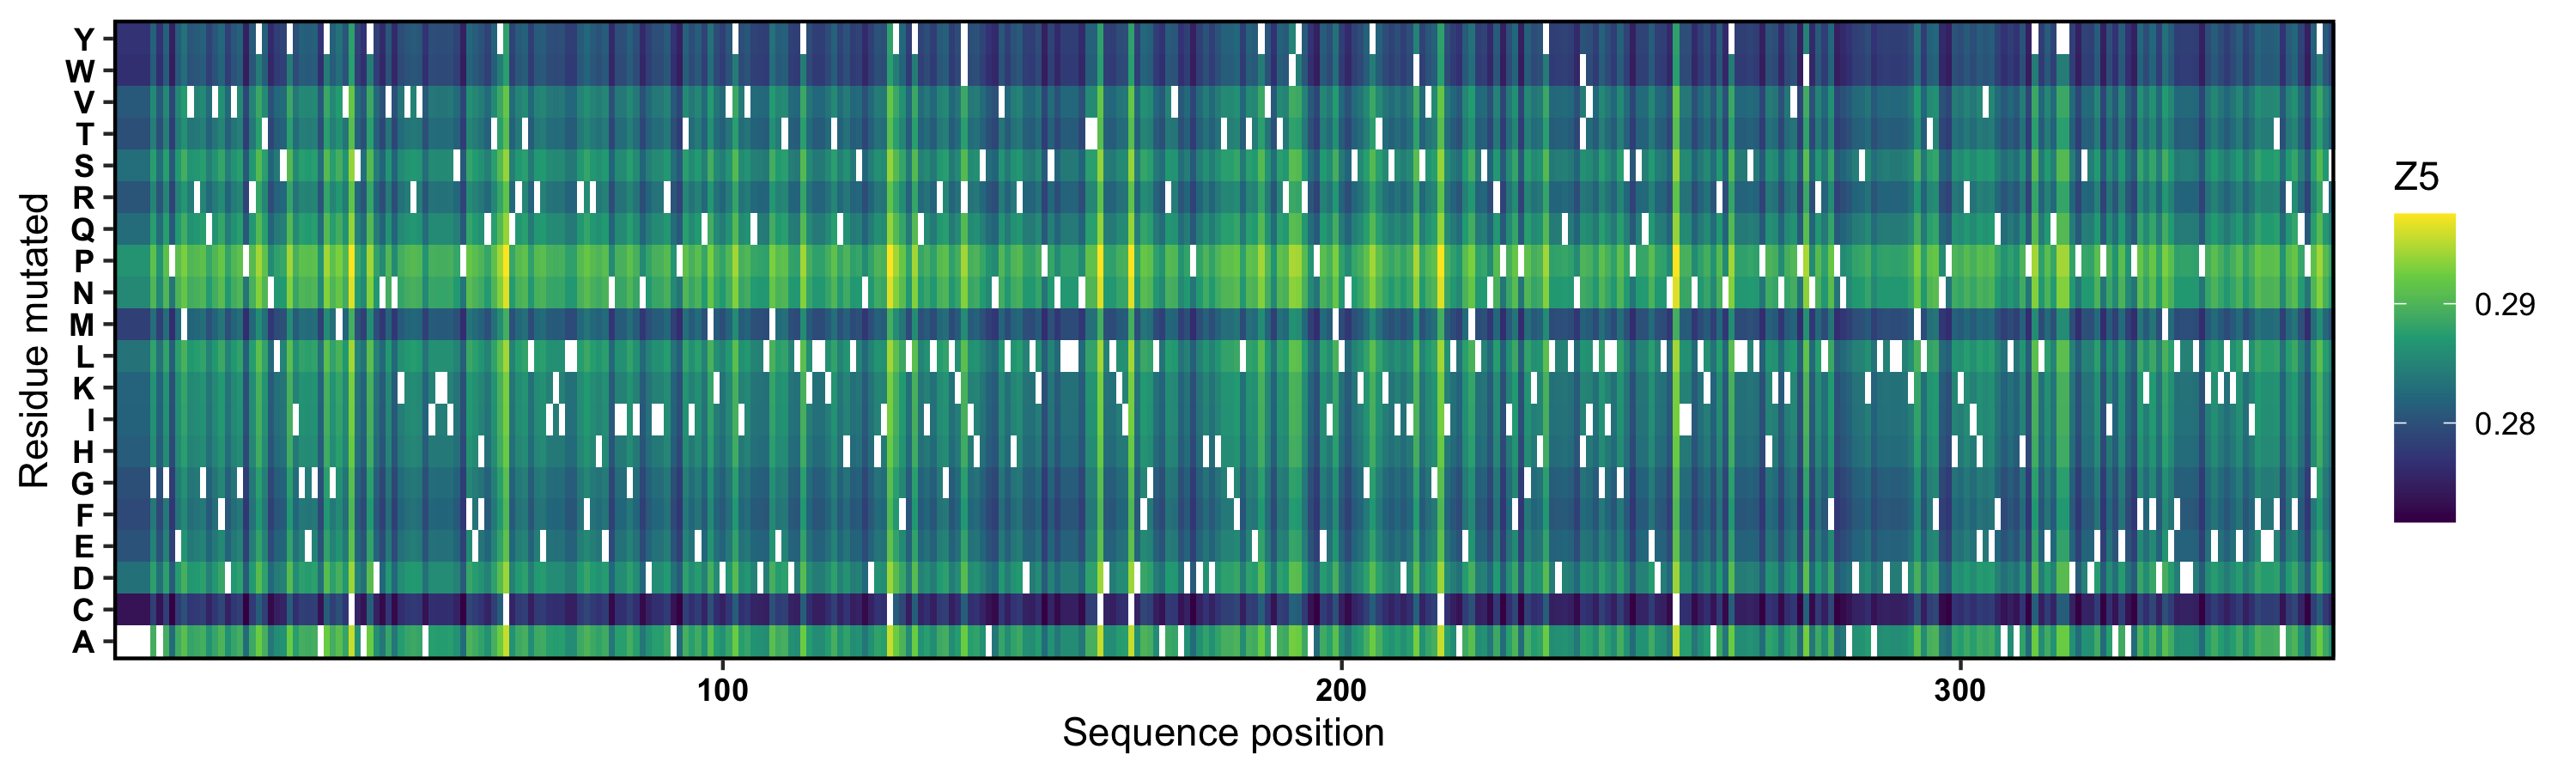 Residue mutated
Y
W
V
T
S
R
Q
P
N
M
L
K
I
H
G
F
E
D
C
A
100 200 300
Sequence position
Z5
0.29
0.28